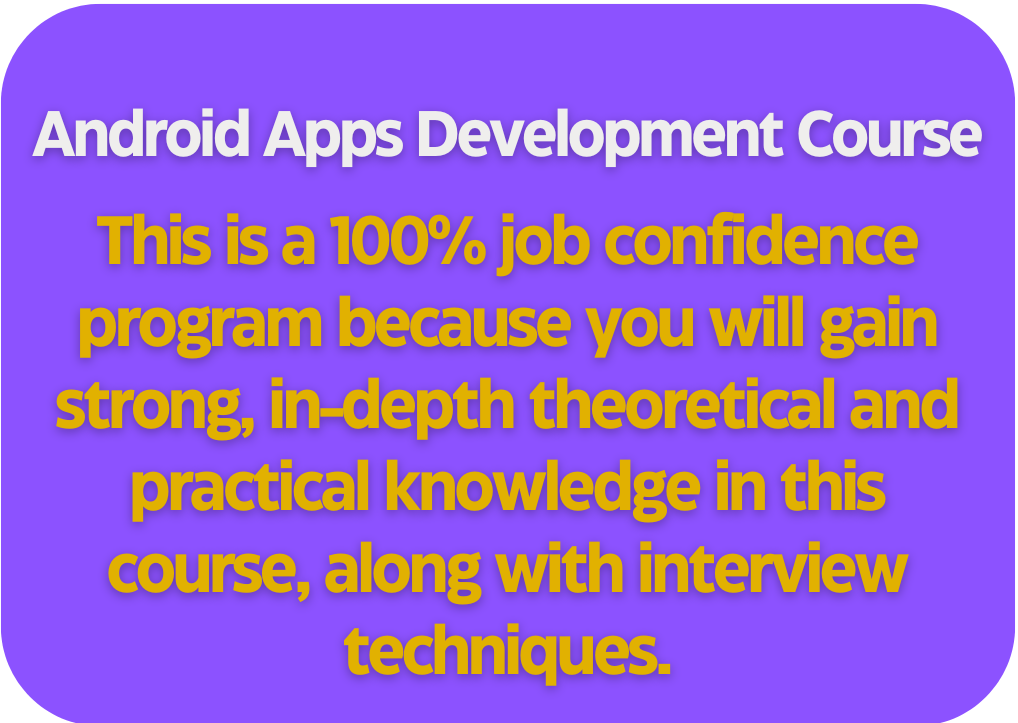 Android Apps Development Course
This is a 100% job confidence
program because you will gain
strong, in-depth theoretical and
practical knowledge in this
course, along with interview
techniques.